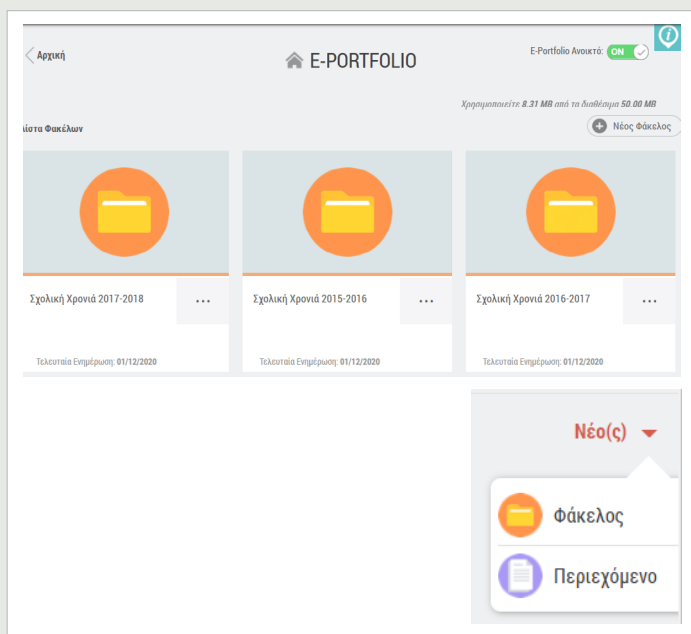 Αρχική
E-PORTFOLIO
E-Portfolio Ανοικτό: ON
Χρησιμοποιείτε 8.31 MB από τα διαθέσιμα 50.00 MB
λίστα Φακέλων
Νέος Φάκελος
Σχολική Χρονιά 2017-2018 ...
Σχολική Χρονιά 2015-2016 ...
Σχολική Χρονιά 2016-2017 ...
Τελευταία Ενημέρωση: 01/12/2020
Τελευταία Ενημέρωση: 01/12/2020
Τελευταία Ενημέρωση: 01/12/2020
Νέο(ς)
Φάκελος
Περιεχόμενο